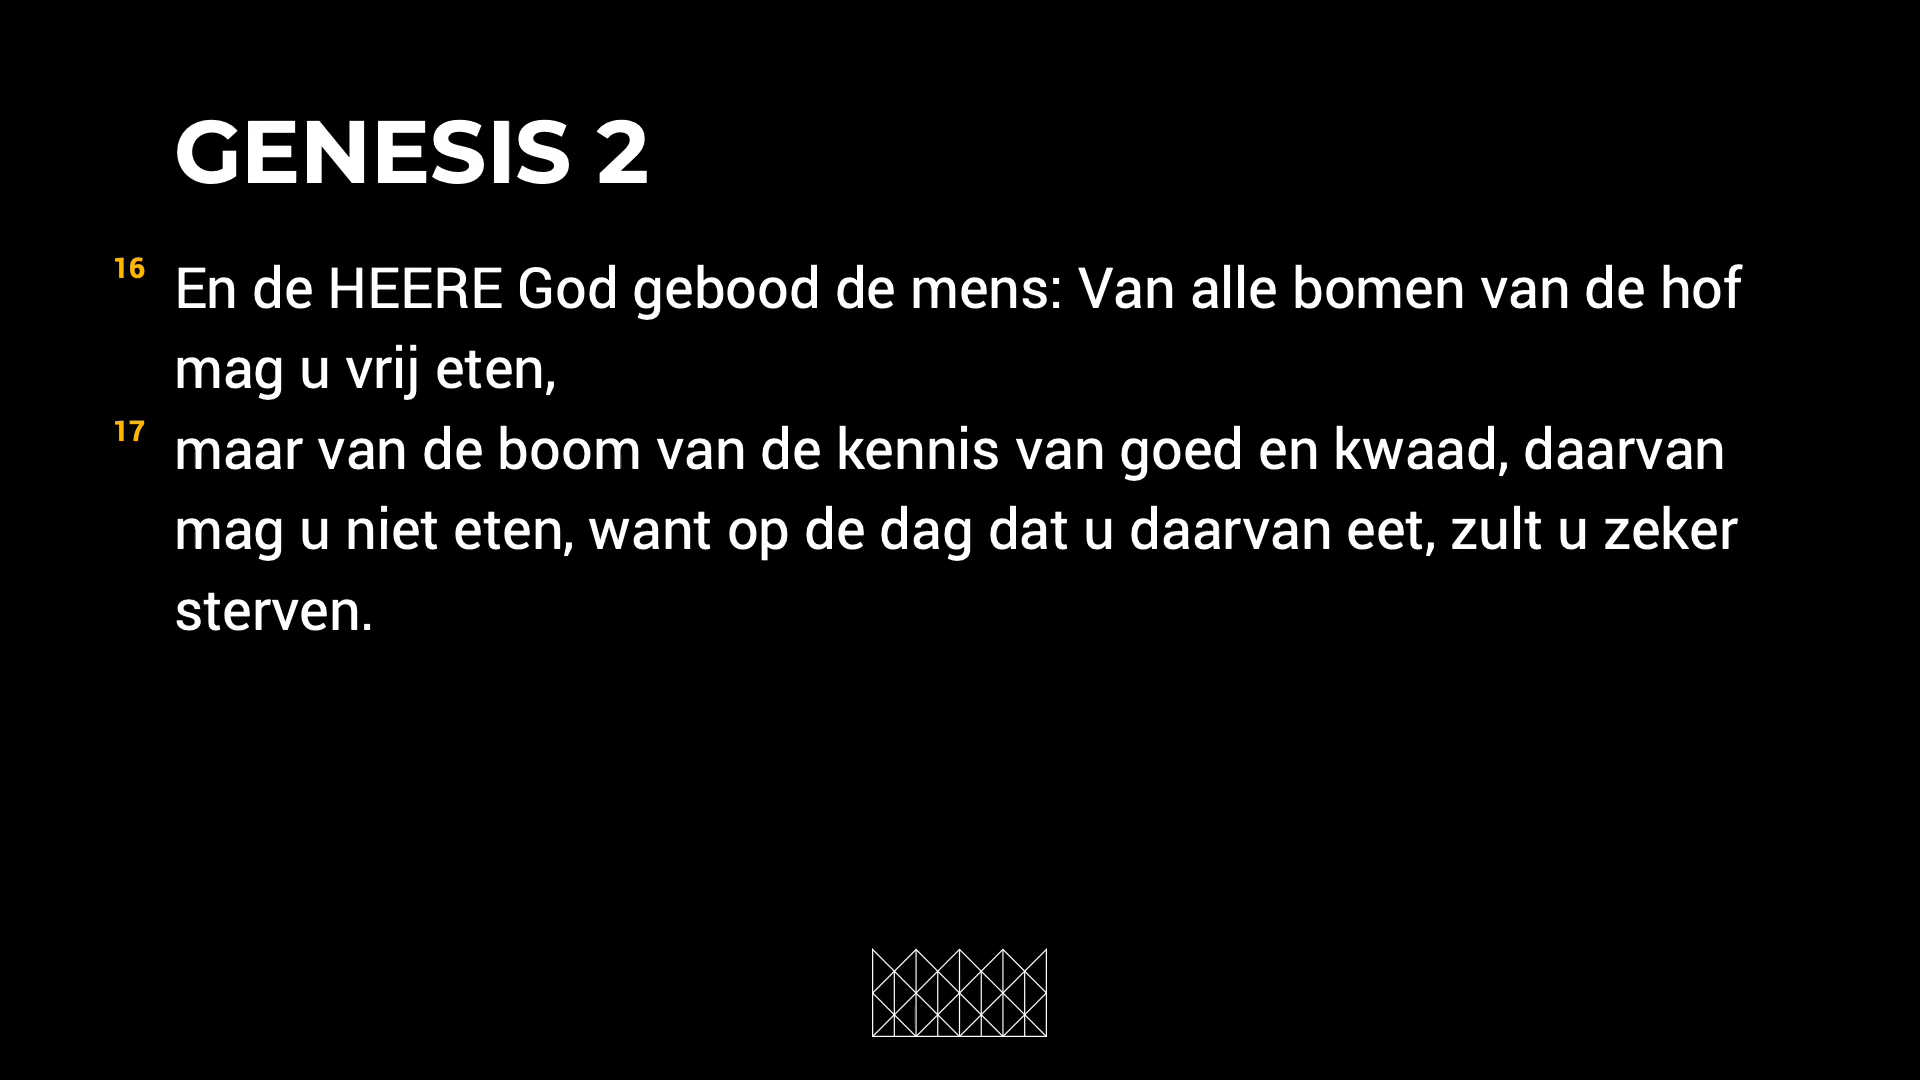 GENESIS 2
16 En de HEERE God gebood de mens: Van alle bomen van de hof
mag u vrij eten,
17 maar van de boom van de kennis van goed en kwaad, daarvan
mag u niet eten, want op de dag dat u daarvan eet, zult u zeker
sterven.